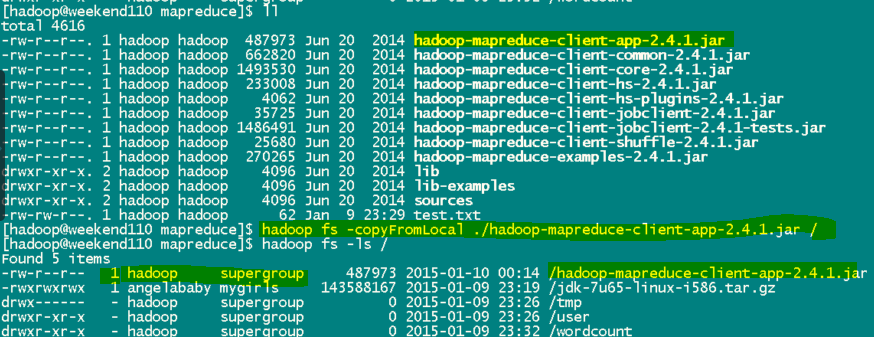 drwxr-xr-x   - hadoop     supergroup          0 2015-01-09 23:30 /wordcount
[hadoop@weekend110 mapreduce]$ ll
total 4616
-rw-r--r--. 1 hadoop hadoop  487973 Jun 20  2014 hadoop-mapreduce-client-app-2.4.1.jar
-rw-r--r--. 1 hadoop hadoop  662820 Jun 20  2014 hadoop-mapreduce-client-common-2.4.1.jar
-rw-r--r--. 1 hadoop hadoop 1493530 Jun 20  2014 hadoop-mapreduce-client-core-2.4.1.jar
-rw-r--r--. 1 hadoop hadoop  233008 Jun 20  2014 hadoop-mapreduce-client-hs-2.4.1.jar
-rw-r--r--. 1 hadoop hadoop    4062 Jun 20  2014 hadoop-mapreduce-client-hs-plugins-2.4.1.jar
-rw-r--r--. 1 hadoop hadoop   35725 Jun 20  2014 hadoop-mapreduce-client-jobclient-2.4.1.jar
-rw-r--r--. 1 hadoop hadoop 1486491 Jun 20  2014 hadoop-mapreduce-client-jobclient-2.4.1-tests.jar
-rw-r--r--. 1 hadoop hadoop   25680 Jun 20  2014 hadoop-mapreduce-client-shuffle-2.4.1.jar
-rw-r--r--. 1 hadoop hadoop  270265 Jun 20  2014 hadoop-mapreduce-examples-2.4.1.jar
drwxr-xr-x. 2 hadoop hadoop    4096 Jun 20  2014 lib
drwxr-xr-x. 2 hadoop hadoop    4096 Jun 20  2014 lib-examples
drwxr-xr-x. 2 hadoop hadoop    4096 Jun 20  2014 sources
-rw-rw-r--. 1 hadoop hadoop      62 Jan  9 23:29 test.txt
[hadoop@weekend110 mapreduce]$ hadoop fs -copyFromLocal ./hadoop-mapreduce-client-app-2.4.1.jar /
[hadoop@weekend110 mapreduce]$ hadoop fs -ls /
Found 5 items
-rw-r--r--   1 hadoop     supergroup     487973 2015-01-10 00:14 /hadoop-mapreduce-client-app-2.4.1.jar
-rwxrwxrwx   1 angelababy mygirls     143588167 2015-01-09 23:19 /jdk-7u65-linux-i586.tar.gz
drwx------   - hadoop     supergroup          0 2015-01-09 23:26 /tmp
drwxr-xr-x   - hadoop     supergroup          0 2015-01-09 23:26 /user
drwxr-xr-x   - hadoop     supergroup          0 2015-01-09 23:32 /wordcount